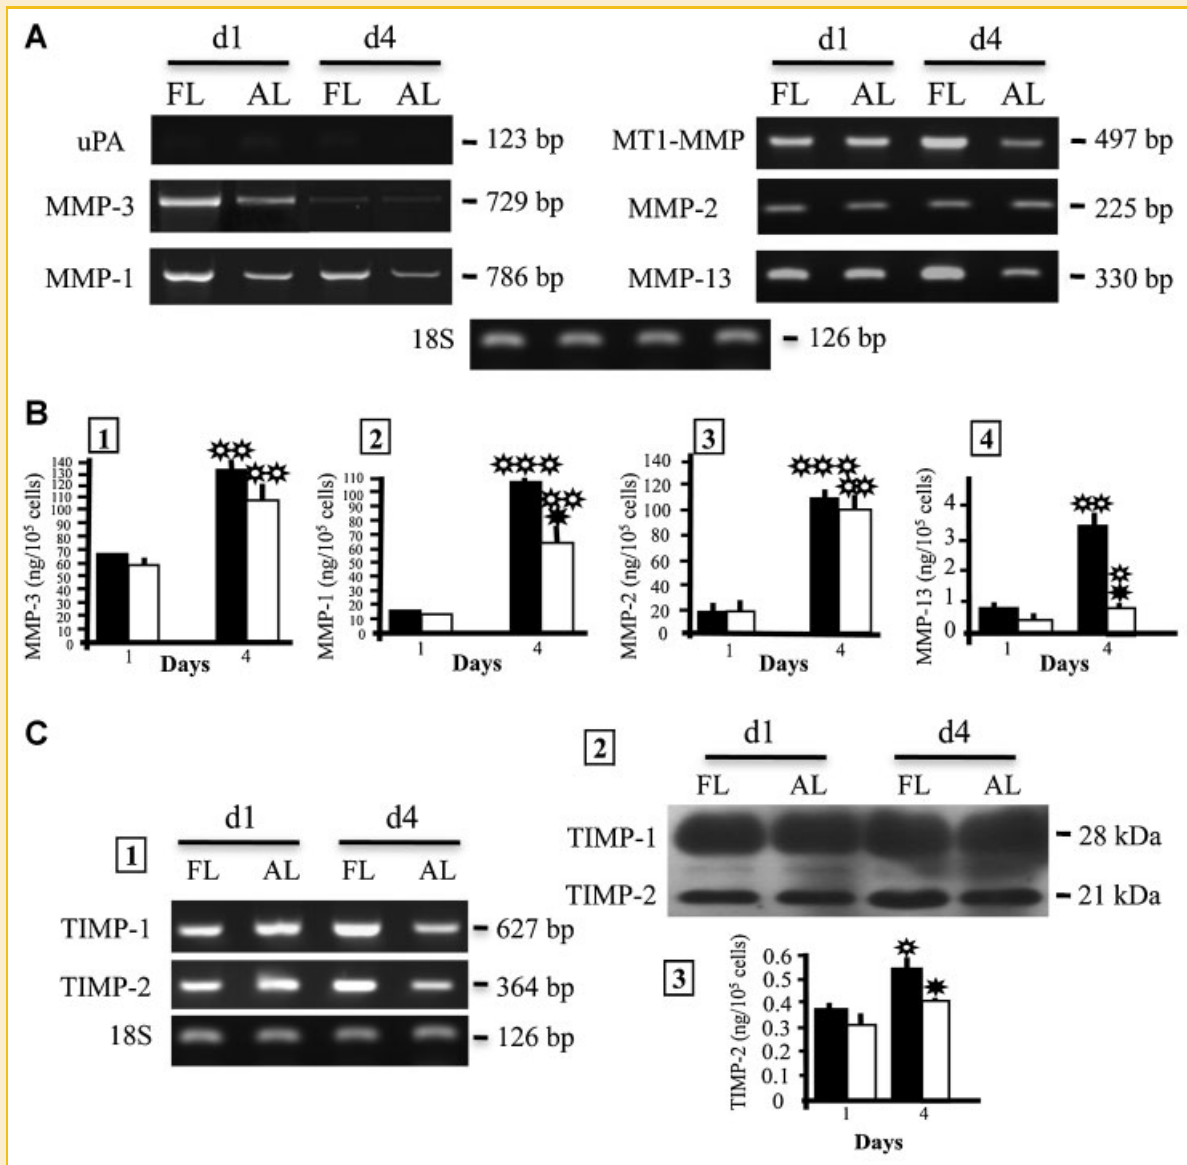 A
d1 d4
FL AL FL AL
uPA - 123 bp
MMP-3 - 729 bp
MMP-1 - 786 bp
d1 d4
FL AL FL AL
MT1-MMP - 497 bp
MMP-2 - 225 bp
MMP-13 - 330 bp
18S - 126 bp
B
1
MMP-3 (ng/10⁵ cells)
140
130
120
110
100
90
80
70
60
50
40
30
20
10
0
1 4
Days
2
MMP-1 (ng/10⁵ cells)
110
100
90
80
70
60
50
40
30
20
10
0
1 4
Days
3
MMP-2 (ng/10⁵ cells)
140
120
100
80
60
40
20
0
1 4
Days
4
MMP-13 (ng/10⁵ cells)
4
3
2
1
0
1 4
Days
C
1
d1 d4
FL AL FL AL
TIMP-1 - 627 bp
TIMP-2 - 364 bp
18S - 126 bp
2
d1 d4
FL AL FL AL
TIMP-1 - 28 kDa
TIMP-2 - 21 kDa
3
TIMP-2 (ng/10⁵ cells)
0.6
0.5
0.4
0.3
0.2
0.1
0
1 4
Days